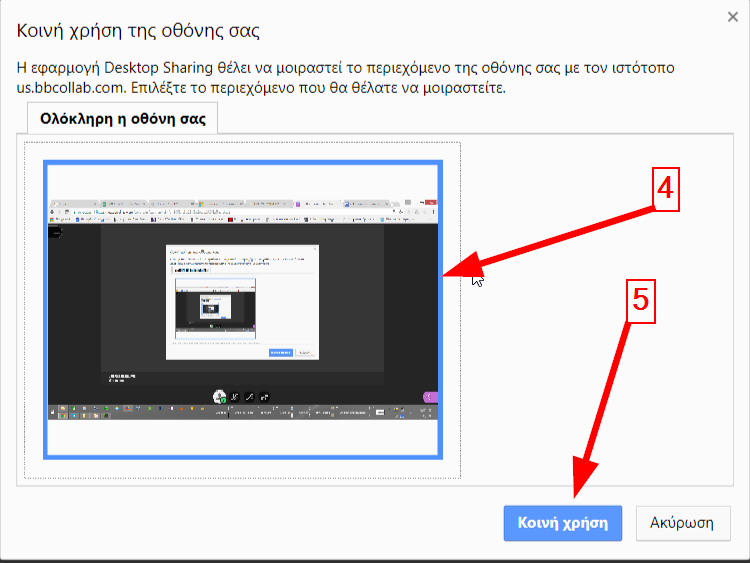 Κοινή χρήση της οθόνης σας
Η εφαρμογή Desktop Sharing θέλει να μοιραστεί το περιεχόμενο της οθόνης σας με τον ιστότοπο
us.bbcollab.com. Επιλέξτε το περιεχόμενο που θα θέλατε να μοιραστείτε.
Ολόκληρη η οθόνη σας
4
5
Κοινή χρήση
Ακύρωση